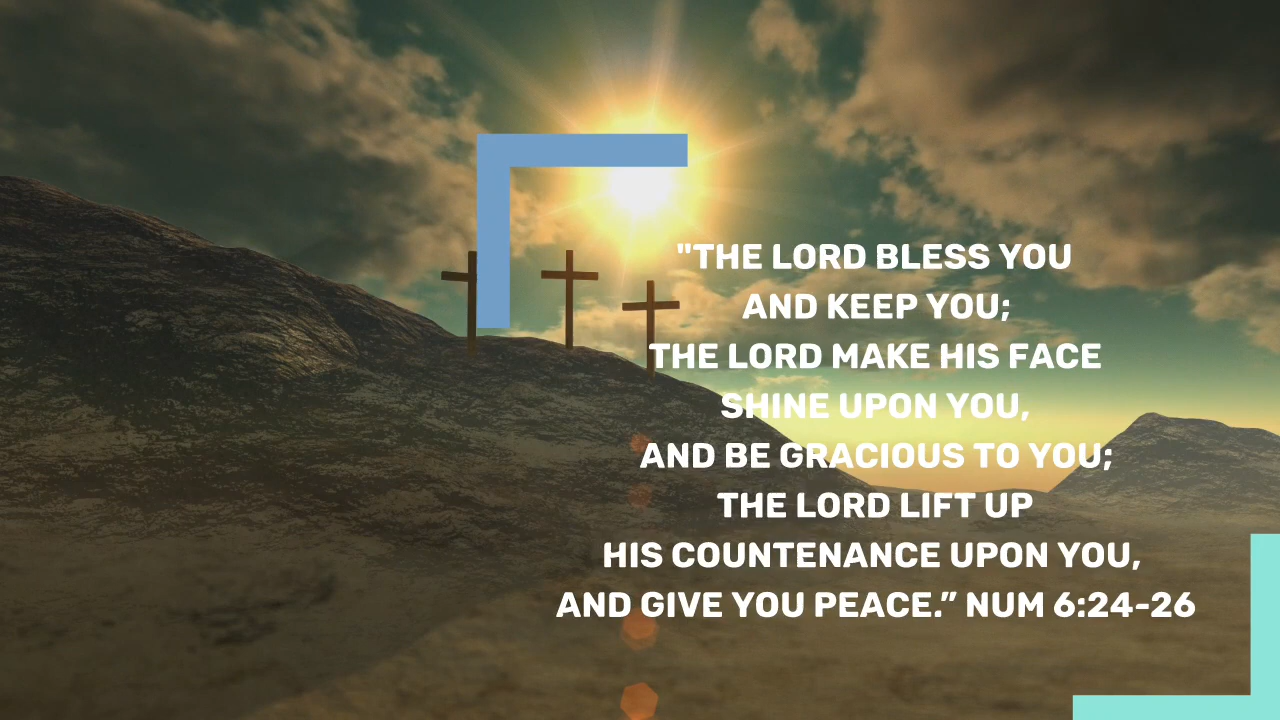 "THE LORD BLESS YOU
AND KEEP YOU;
THE LORD MAKE HIS FACE
SHINE UPON YOU,
AND BE GRACIOUS TO YOU;
THE LORD LIFT UP
HIS COUNTENANCE UPON YOU,
AND GIVE YOU PEACE.” NUM 6:24-26